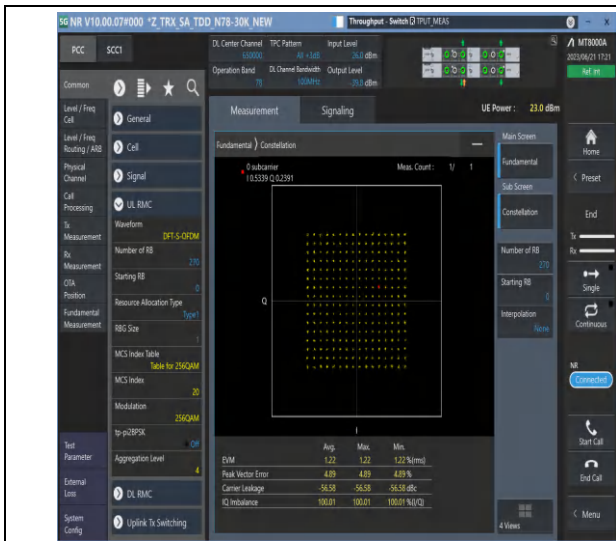 5G NR V10.00.07#000 *Z_TRX_SA_TDD_N78-30K_NEW
Throughput - Switch TPUT_MEAS
PCC SCC1
DL Center Channel TPC Pattern Input Level
650000 All +1dB 26.0 dBm
Operation Band DL Channel Bandwidth Output Level
78 100MHz -39.0 dBm
MT8000A
2023/06/21 17:21
Ref. Int
Common
Level / Freq
Cell
Level / Freq
Routing / ARB
Physical
Channel
Call
Processing
Tx
Measurement
Rx
Measurement
OTA
Position
Fundamental
Measurement
Test
Parameter
External
Loss
System
Config
General
Cell
Signal
UL RMC
Waveform
DFT-S-OFDM
Number of RB
270
Starting RB
0
Resource Allocation Type
Type1
RBG Size
1
MCS Index Table
Table for 256QAM
MCS Index
20
Modulation
256QAM
tp-pi2BPSK
Off
Aggregation Level
4
DL RMC
Uplink Tx Switching
Measurement Signaling
UE Power : 23.0 dBm
Fundamental Constellation
0 subcarrier Meas. Count : 1/ 1
I 0.5339 Q 0.2391
Q
I
Avg. Max. Min.
EVM 1.22 1.22 1.22 %(rms)
Peak Vector Error 4.89 4.89 4.89 %
Carrier Leakage -56.58 -56.58 -56.58 dBc
IQ Imbalance 100.01 100.01 100.01 %(I/Q)
Main Screen
Fundamental
Sub Screen
Constellation
Number of RB
270
Starting RB
0
Interpolation
None
4 Views
Home
Preset
End
Tx
Rx
Single
Continuous
NR
Connected
Start Call
End Call
Menu